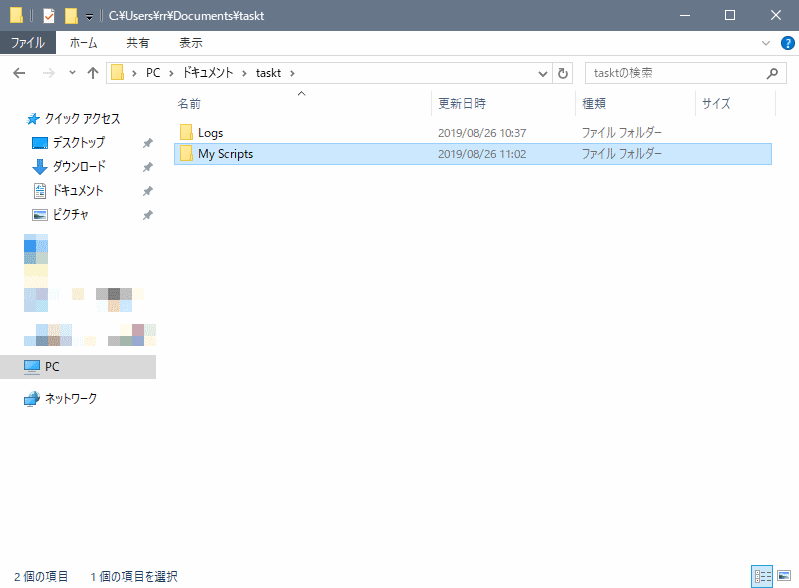 C:¥Users¥rr¥Documents¥taskt
ファイル ホーム 共有 表示
PC ドキュメント taskt
tasktの検索
名前 更新日時 種類 サイズ
クイック アクセス
デスクトップ
ダウンロード
ドキュメント
ピクチャ
PC
ネットワーク
Logs 2019/08/26 10:37 ファイル フォルダー
My Scripts 2019/08/26 11:02 ファイル フォルダー
2 個の項目 1 個の項目を選択